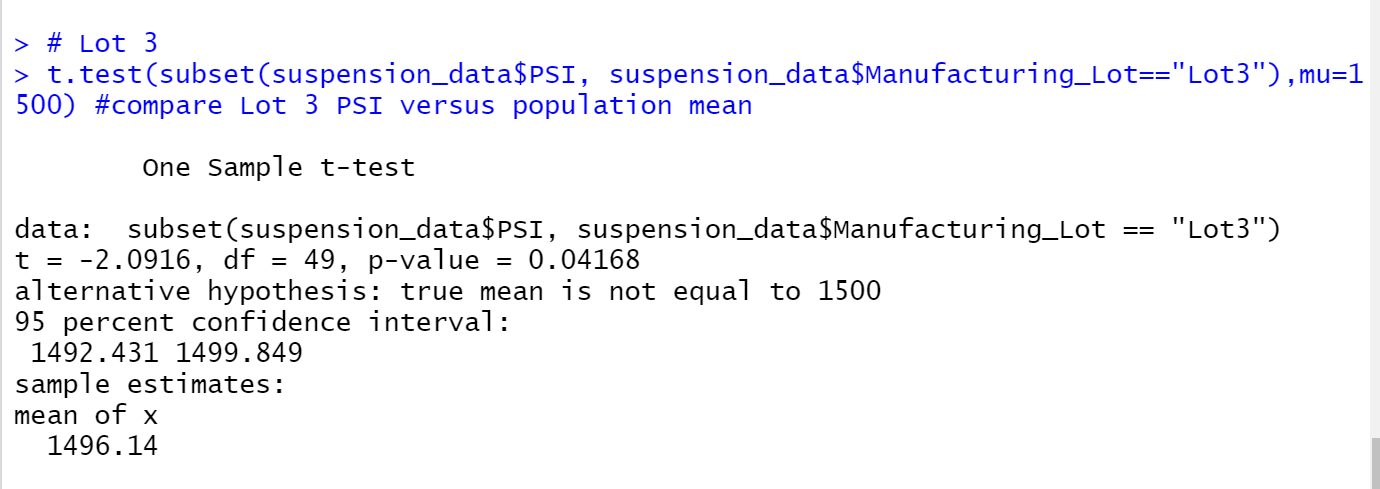 > # Lot 3
> t.test(subset(suspension_data$PSI, suspension_data$Manufacturing_Lot=="Lot3"),mu=1
500) #compare Lot 3 PSI versus population mean
One Sample t-test
data:  subset(suspension_data$PSI, suspension_data$Manufacturing_Lot == "Lot3")
t = -2.0916, df = 49, p-value = 0.04168
alternative hypothesis: true mean is not equal to 1500
95 percent confidence interval:
1492.431 1499.849
sample estimates:
mean of x
1496.14